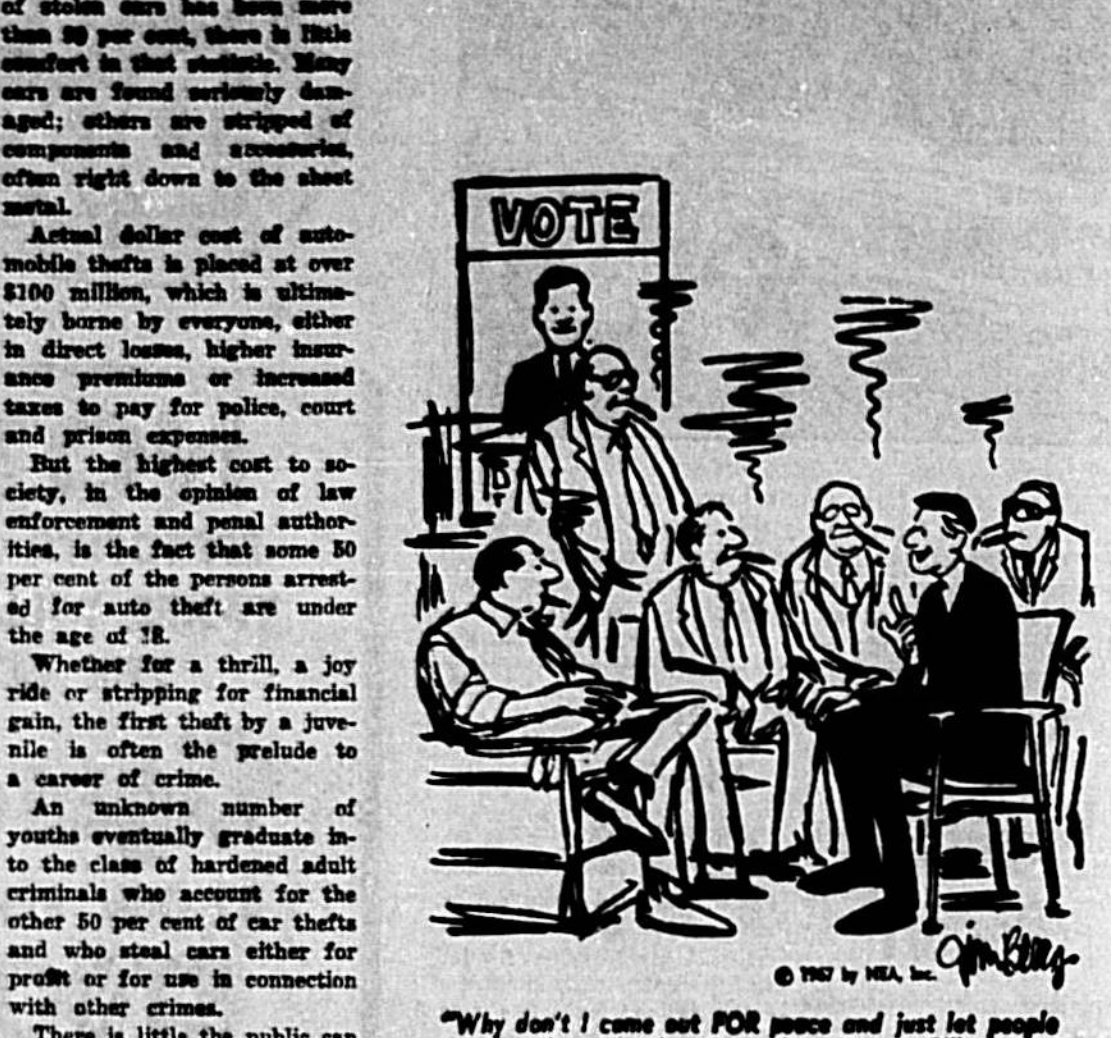 of stolen cars has been more
than 80 per cent, there is little
comfort in that statistic. Many
cars are found seriously dam-
aged; others are stripped of
components and accessories,
often right down to the sheet
metal.
Actual dollar cost of auto-
mobile thefts is placed at over
$100 million, which is ultima-
tely borne by everyone, either
in direct losses, higher insur-
ance premiums or increased
taxes to pay for police, court
and prison expenses.
But the highest cost to so-
ciety, in the opinion of law
enforcement and penal author-
ities, is the fact that some 50
per cent of the persons arrest-
ed for auto theft are under
the age of 18.
Whether for a thrill, a joy
ride or stripping for financial
gain, the first theft by a juve-
nile is often the prelude to
a career of crime.
An unknown number of
youths eventually graduate in-
to the class of hardened adult
criminals who account for the
other 50 per cent of car thefts
and who steal cars either for
profit or for use in connection
with other crimes.
There is little the public can
VOTE
© 1967 by NEA, Inc.
Jim Berry
"Why don't I come out FOR peace and just let people